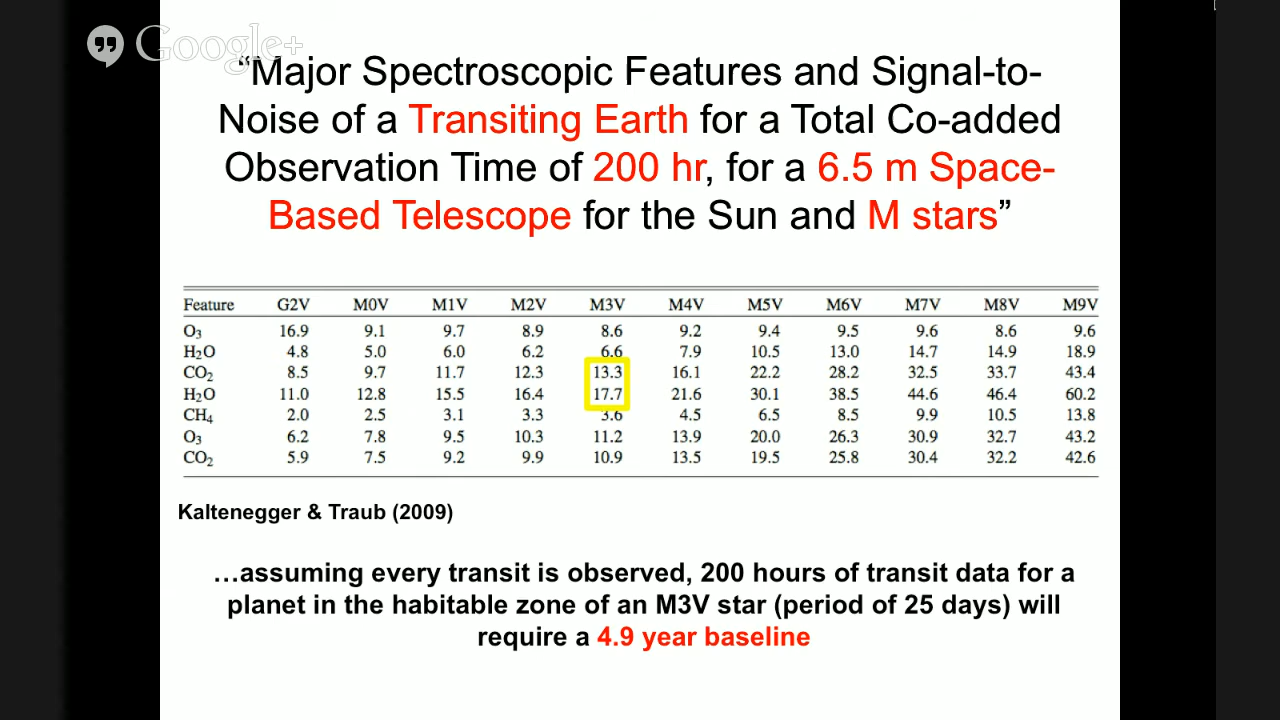 Google+
“Major Spectroscopic Features and Signal-to-
Noise of a Transiting Earth for a Total Co-added
Observation Time of 200 hr, for a 6.5 m Space-
Based Telescope for the Sun and M stars”
Feature G2V M0V M1V M2V M3V M4V M5V M6V M7V M8V M9V
O₃ 16.9 9.1 9.7 8.9 8.6 9.2 9.4 9.5 9.6 8.6 9.6
H₂O 4.8 5.0 6.0 6.2 6.6 7.9 10.5 13.0 14.7 14.9 18.9
CO₂ 8.5 9.7 11.7 12.3 13.3 16.1 22.2 28.2 32.5 33.7 43.4
H₂O 11.0 12.8 15.5 16.4 17.7 21.6 30.1 38.5 44.6 46.4 60.2
CH₄ 2.0 2.5 3.1 3.3 3.6 4.5 6.5 8.5 9.9 10.5 13.8
O₃ 6.2 7.8 9.5 10.3 11.2 13.9 20.0 26.3 30.9 32.7 43.2
CO₂ 5.9 7.5 9.2 9.9 10.9 13.5 19.5 25.8 30.4 32.2 42.6
Kaltenegger & Traub (2009)
…assuming every transit is observed, 200 hours of transit data for a
planet in the habitable zone of an M3V star (period of 25 days) will
require a 4.9 year baseline